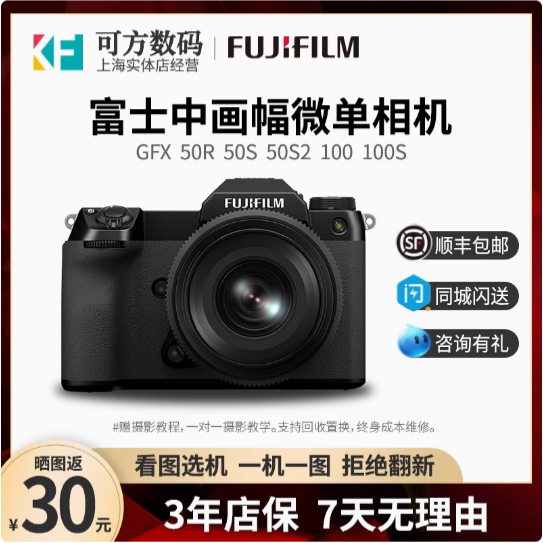 KF 可方数码 FUJIFILM
上海实体店经营
富士中画幅微单相机
GFX 50R 50S 50S2 100 100S
FUJIFILM
SF 顺丰包邮
闪 同城闪送
咨询有礼
#赠摄影教程,一对一摄影教学。支持回收置换,终身成本维修。
晒图返
¥30元
看图选机 一机一图 拒绝翻新
3年店保 7天无理由